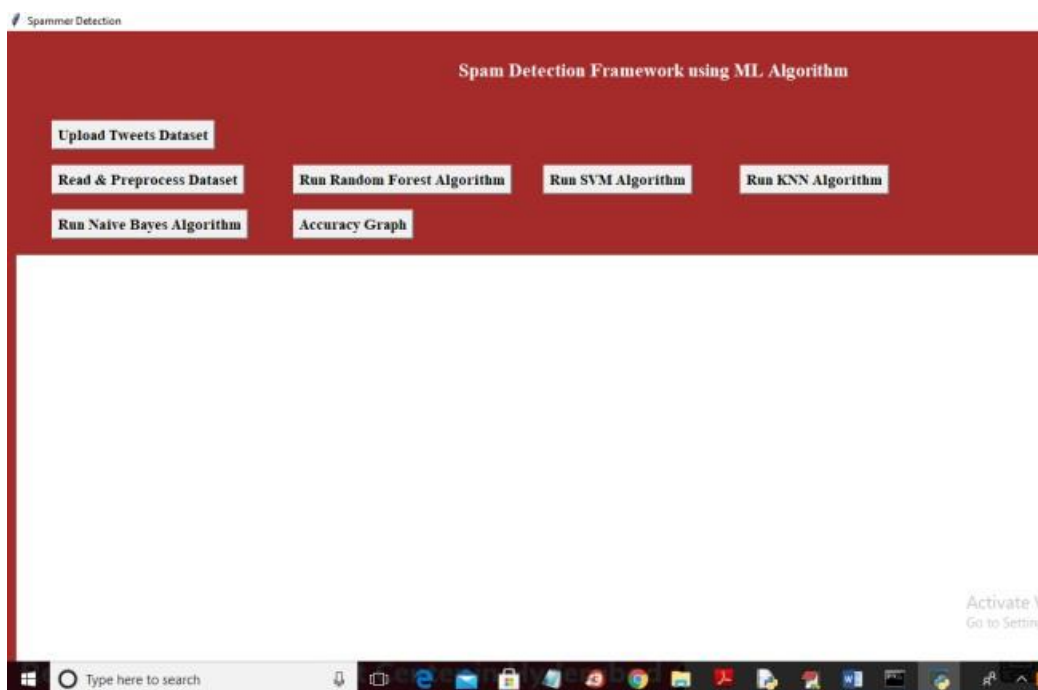 Spammer Detection
Spam Detection Framework using ML Algorithm
Upload Tweets Dataset
Read & Preprocess Dataset
Run Random Forest Algorithm
Run SVM Algorithm
Run KNN Algorithm
Run Naive Bayes Algorithm
Accuracy Graph
Activate
Go to Settin
Type here to search